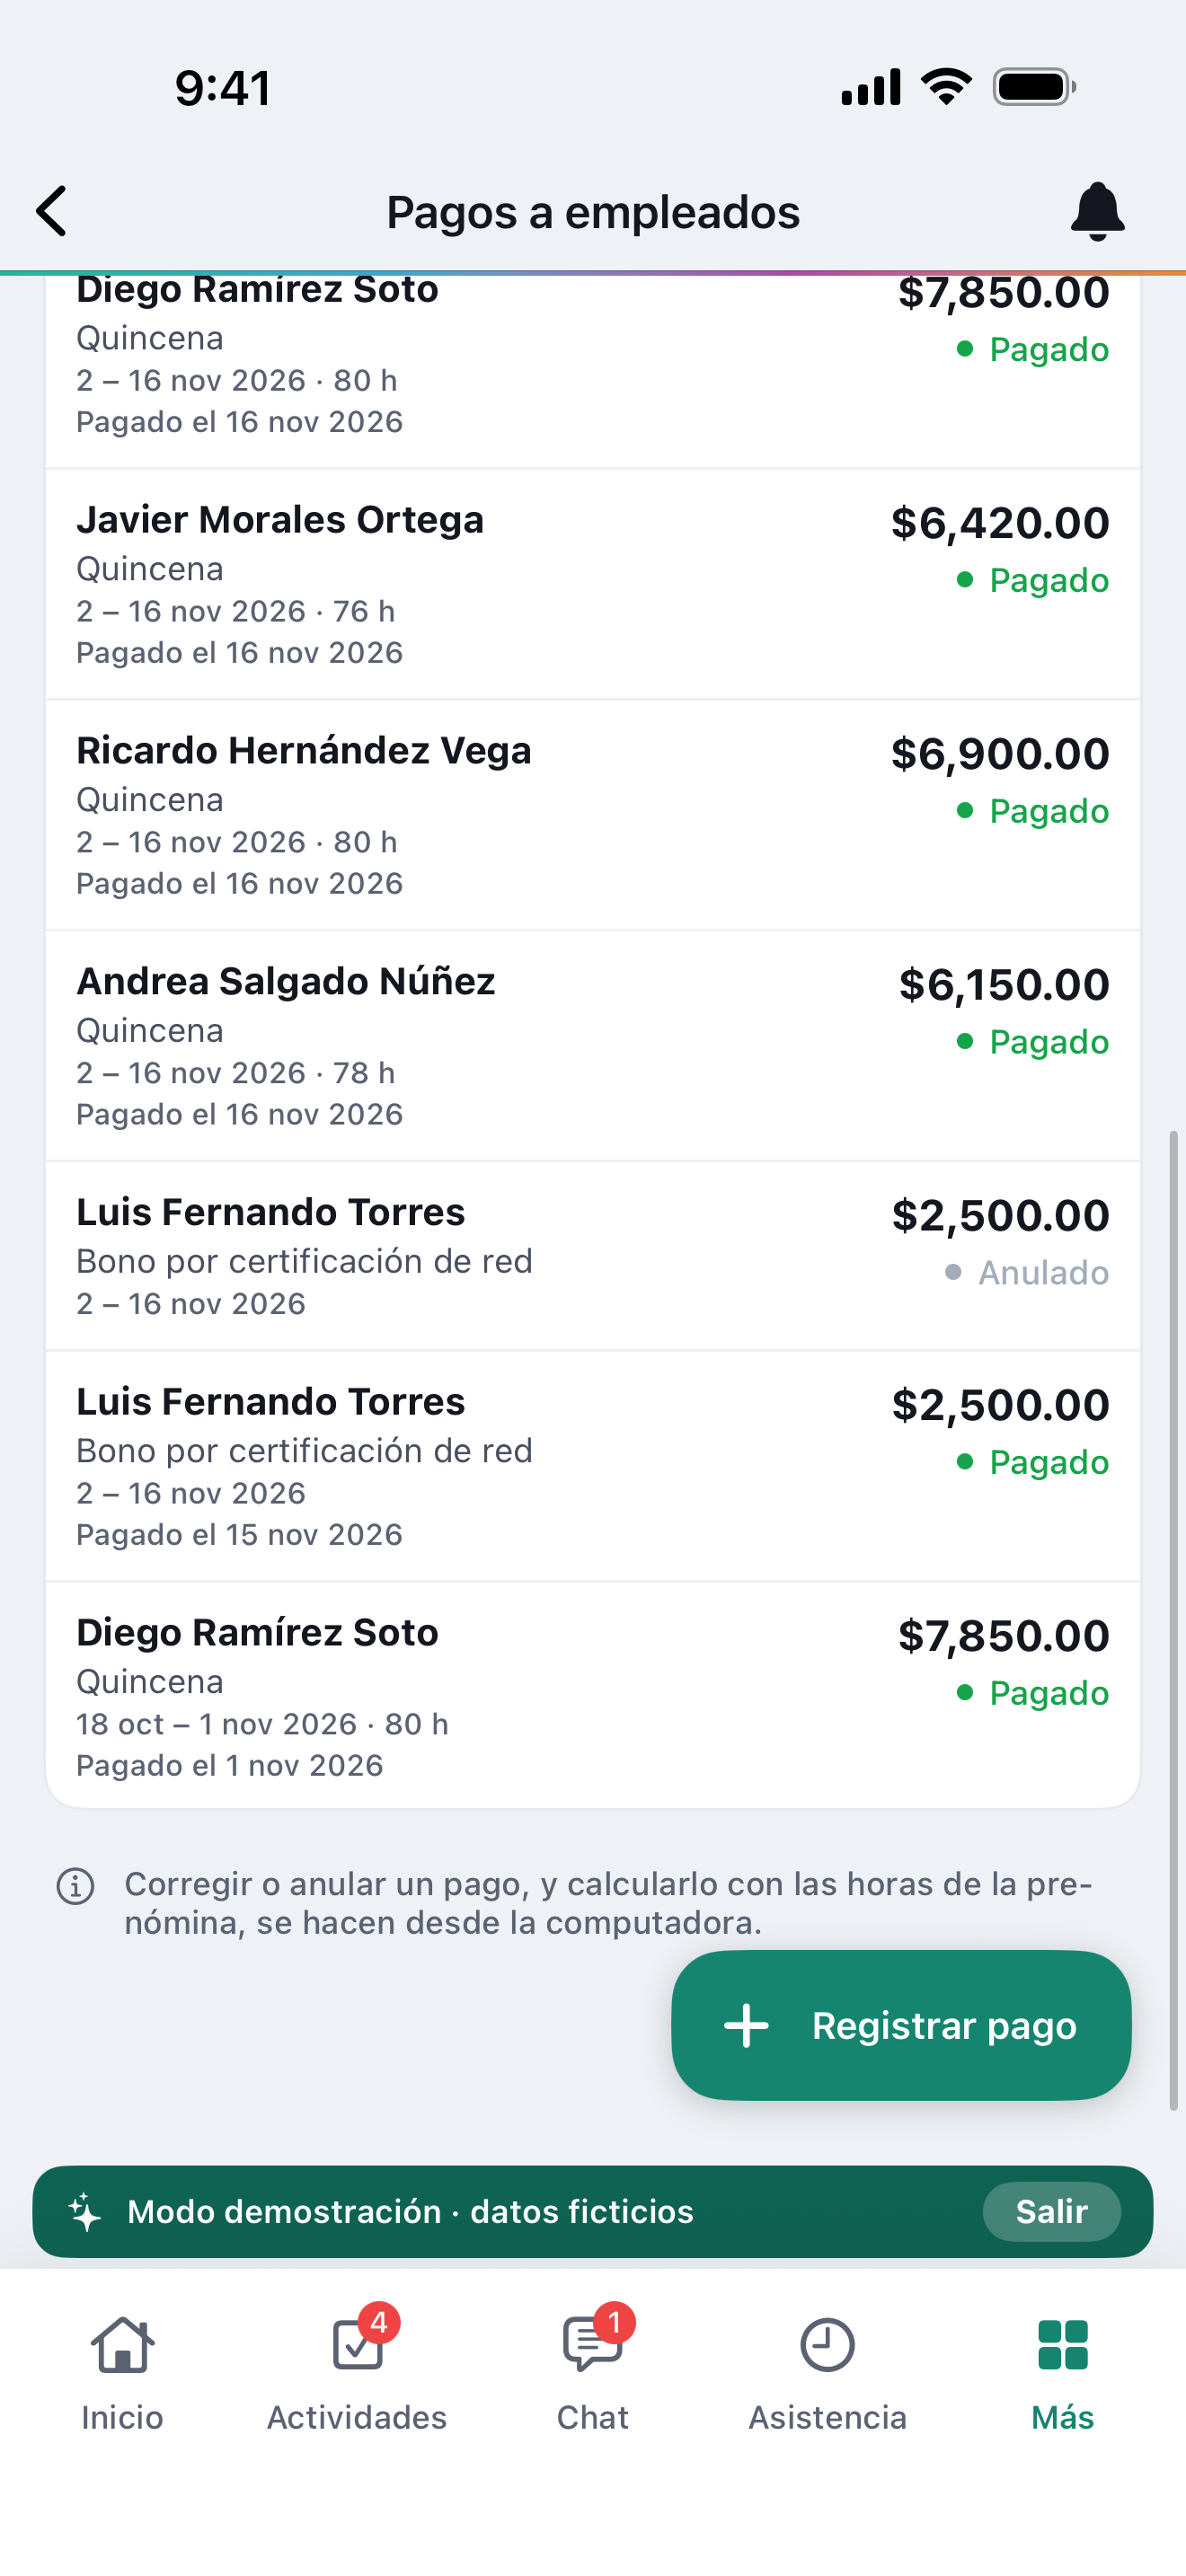 9:41
Pagos a empleados
Diego Ramírez Soto
$7,850.00
Quincena
Pagado
2 – 16 nov 2026 · 80 h
Pagado el 16 nov 2026
Javier Morales Ortega
$6,420.00
Quincena
Pagado
2 – 16 nov 2026 · 76 h
Pagado el 16 nov 2026
Ricardo Hernández Vega
$6,900.00
Quincena
Pagado
2 – 16 nov 2026 · 80 h
Pagado el 16 nov 2026
Andrea Salgado Núñez
$6,150.00
Quincena
Pagado
2 – 16 nov 2026 · 78 h
Pagado el 16 nov 2026
Luis Fernando Torres
$2,500.00
Bono por certificación de red
Anulado
2 – 16 nov 2026
Luis Fernando Torres
$2,500.00
Bono por certificación de red
Pagado
2 – 16 nov 2026
Pagado el 15 nov 2026
Diego Ramírez Soto
$7,850.00
Quincena
Pagado
18 oct – 1 nov 2026 · 80 h
Pagado el 1 nov 2026
Corregir o anular un pago, y calcularlo con las horas de la pre-
nómina, se hacen desde la computadora.
Registrar pago
Modo demostración · datos ficticios
Salir
4
1
Inicio
Actividades
Chat
Asistencia
Más